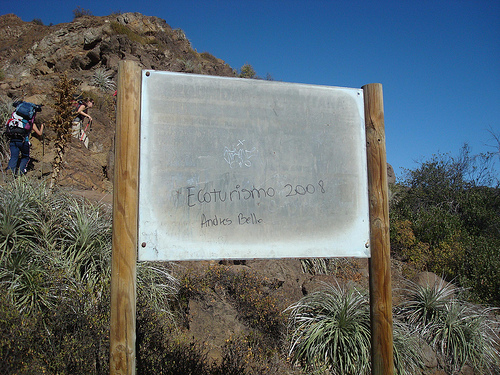 Ecoturismo 2008
Andres Bello